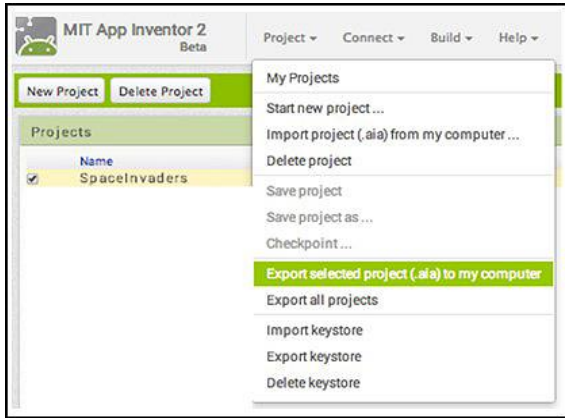 MIT App Inventor 2
Beta
Project Connect Build Help
New Project Delete Project
Projects
Name
SpaceInvaders
My Projects
Start new project ...
Import project (.aia) from my computer ...
Delete project
Save project
Save project as ...
Checkpoint ...
Export selected project (.aia) to my computer
Export all projects
Import keystore
Export keystore
Delete keystore